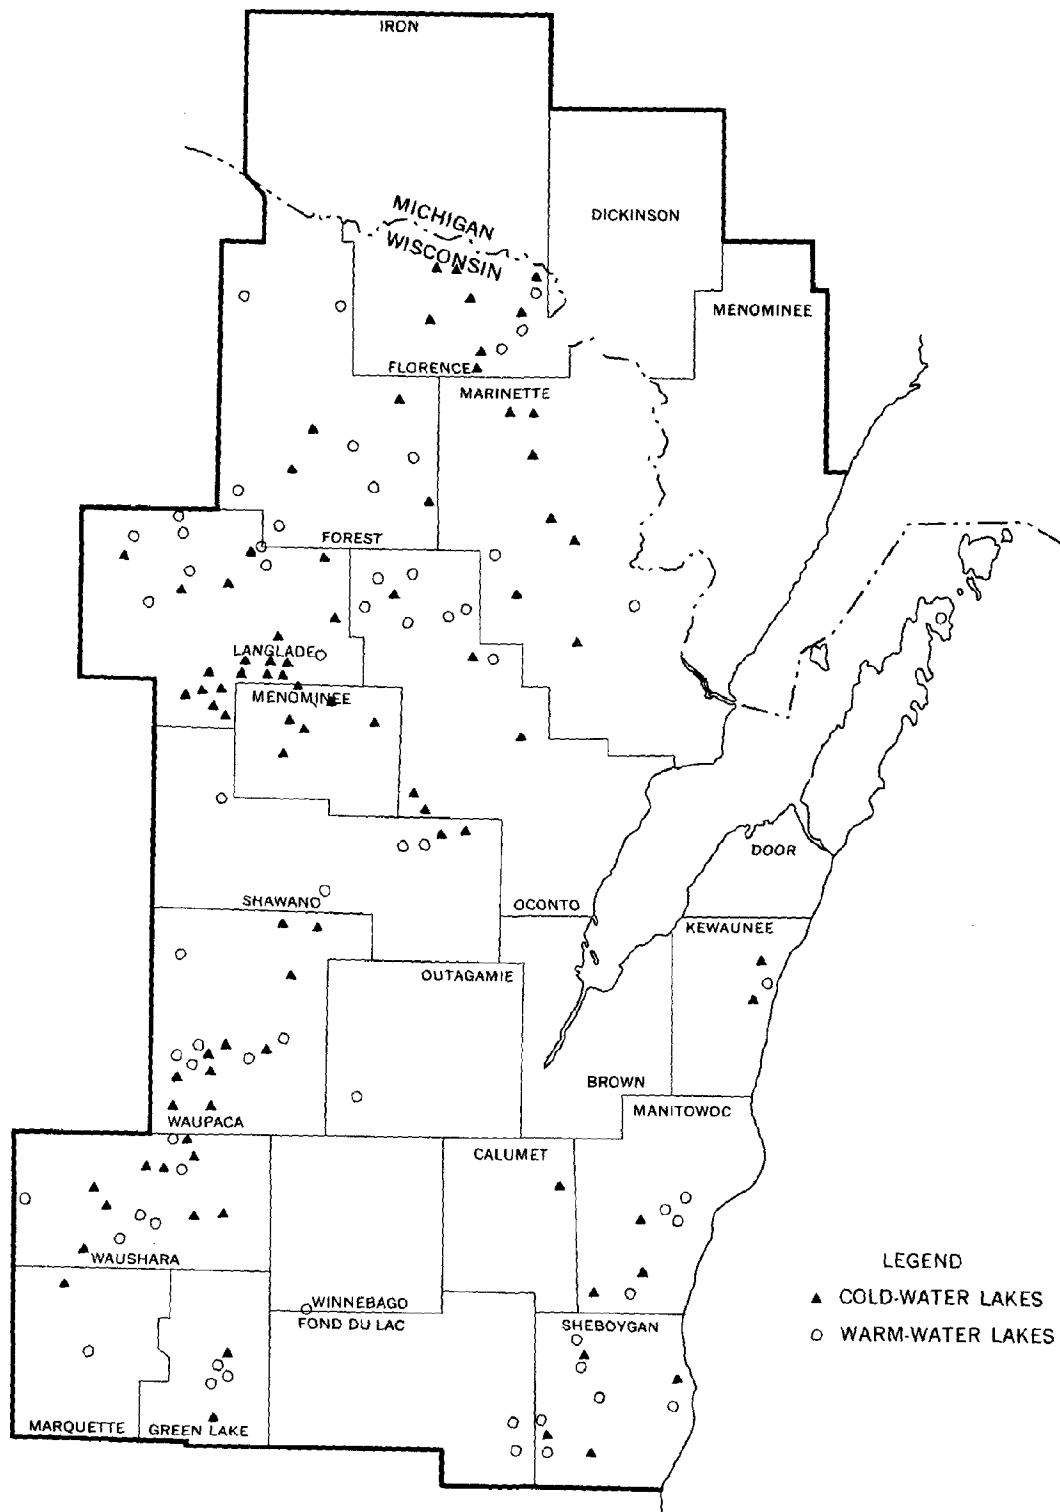 IRON
MICHIGAN
WISCONSIN
DICKINSON
MENOMINEE
FLORENCE
MARINETTE
FOREST
LANGLADE
MENOMINEE
DOOR
SHAWANO
OCONTO
KEWAUNEE
OUTAGAMIE
BROWN
MANITOWOC
WAUPACA
CALUMET
WAUSHARA
LEGEND
COLD-WATER LAKES
WARM-WATER LAKES
WINNEBAGO
FOND DU LAC
SHEBOYGAN
MARQUETTE
GREEN LAKE